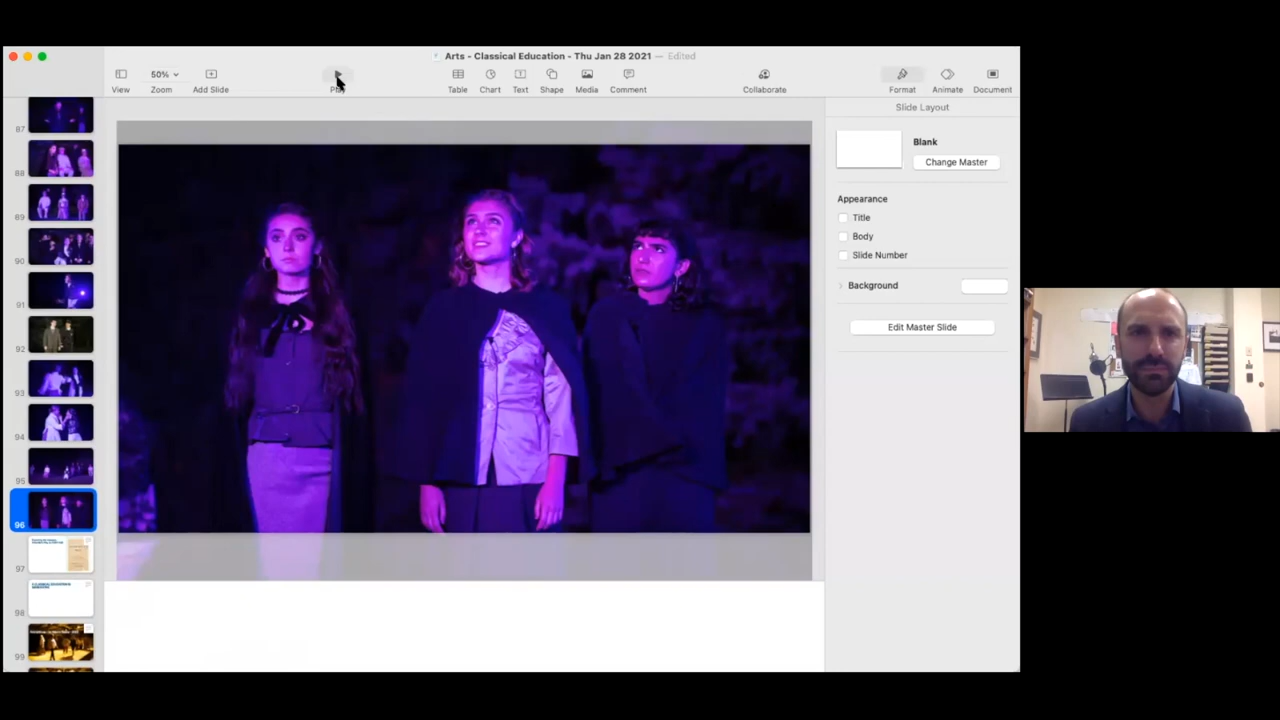 Arts - Classical Education - Thu Jan 28 2021 — Edited
50%
View
Zoom
Add Slide
Play
Table
Chart
Text
Shape
Media
Comment
Collaborate
Format
Animate
Document
Slide Layout
Blank
Change Master
Appearance
Title
Body
Slide Number
Background
Edit Master Slide
87
88
89
90
91
92
93
94
95
96
97
98
99